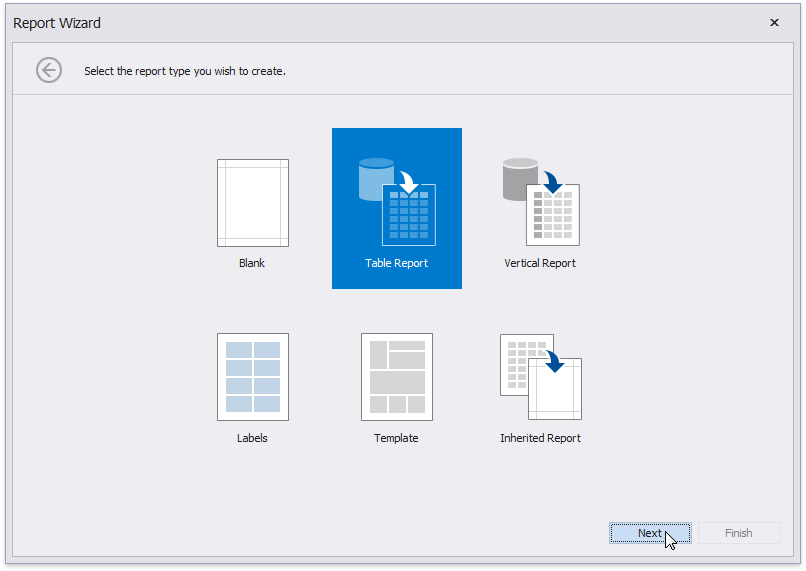 Report Wizard
Select the report type you wish to create.
Blank
Table Report
Vertical Report
Labels
Template
Inherited Report
Next
Finish